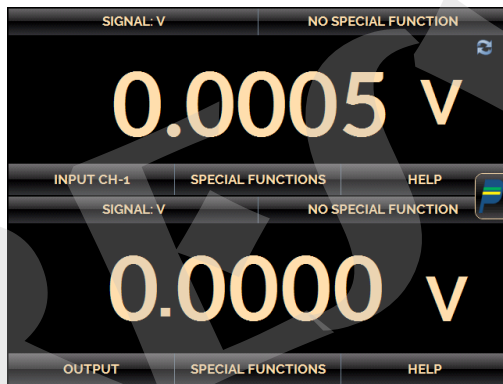 SIGNAL: V NO SPECIAL FUNCTION
0.0005 V
INPUT CH-1 SPECIAL FUNCTIONS HELP
SIGNAL: V NO SPECIAL FUNCTION
0.0000 V
OUTPUT SPECIAL FUNCTIONS HELP